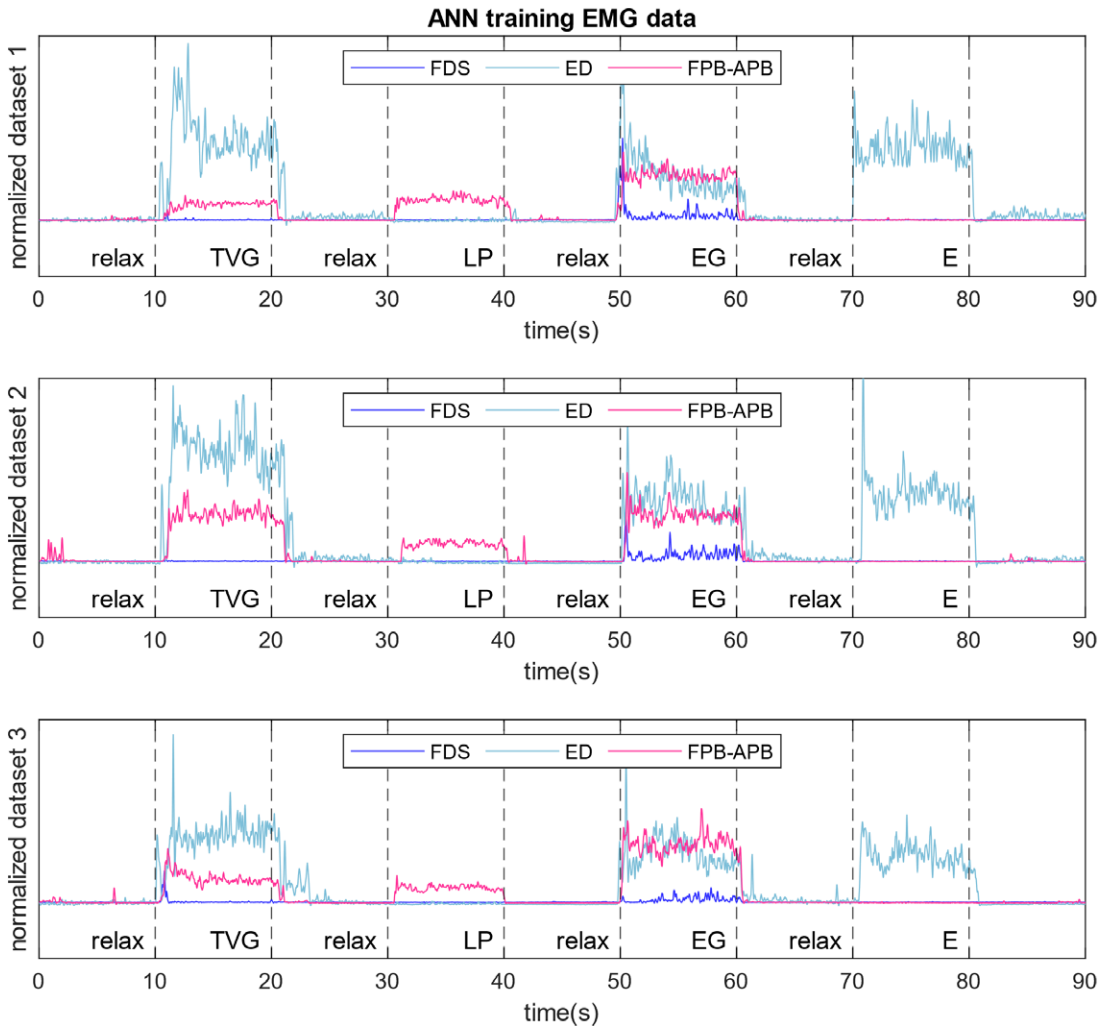 ANN training EMG data
normalized dataset 1
FDS ED FPB-APB
relax TVG relax LP relax EG relax E
0 10 20 30 40 50 60 70 80 90
time(s)
normalized dataset 2
FDS ED FPB-APB
relax TVG relax LP relax EG relax E
0 10 20 30 40 50 60 70 80 90
time(s)
normalized dataset 3
FDS ED FPB-APB
relax TVG relax LP relax EG relax E
0 10 20 30 40 50 60 70 80 90
time(s)